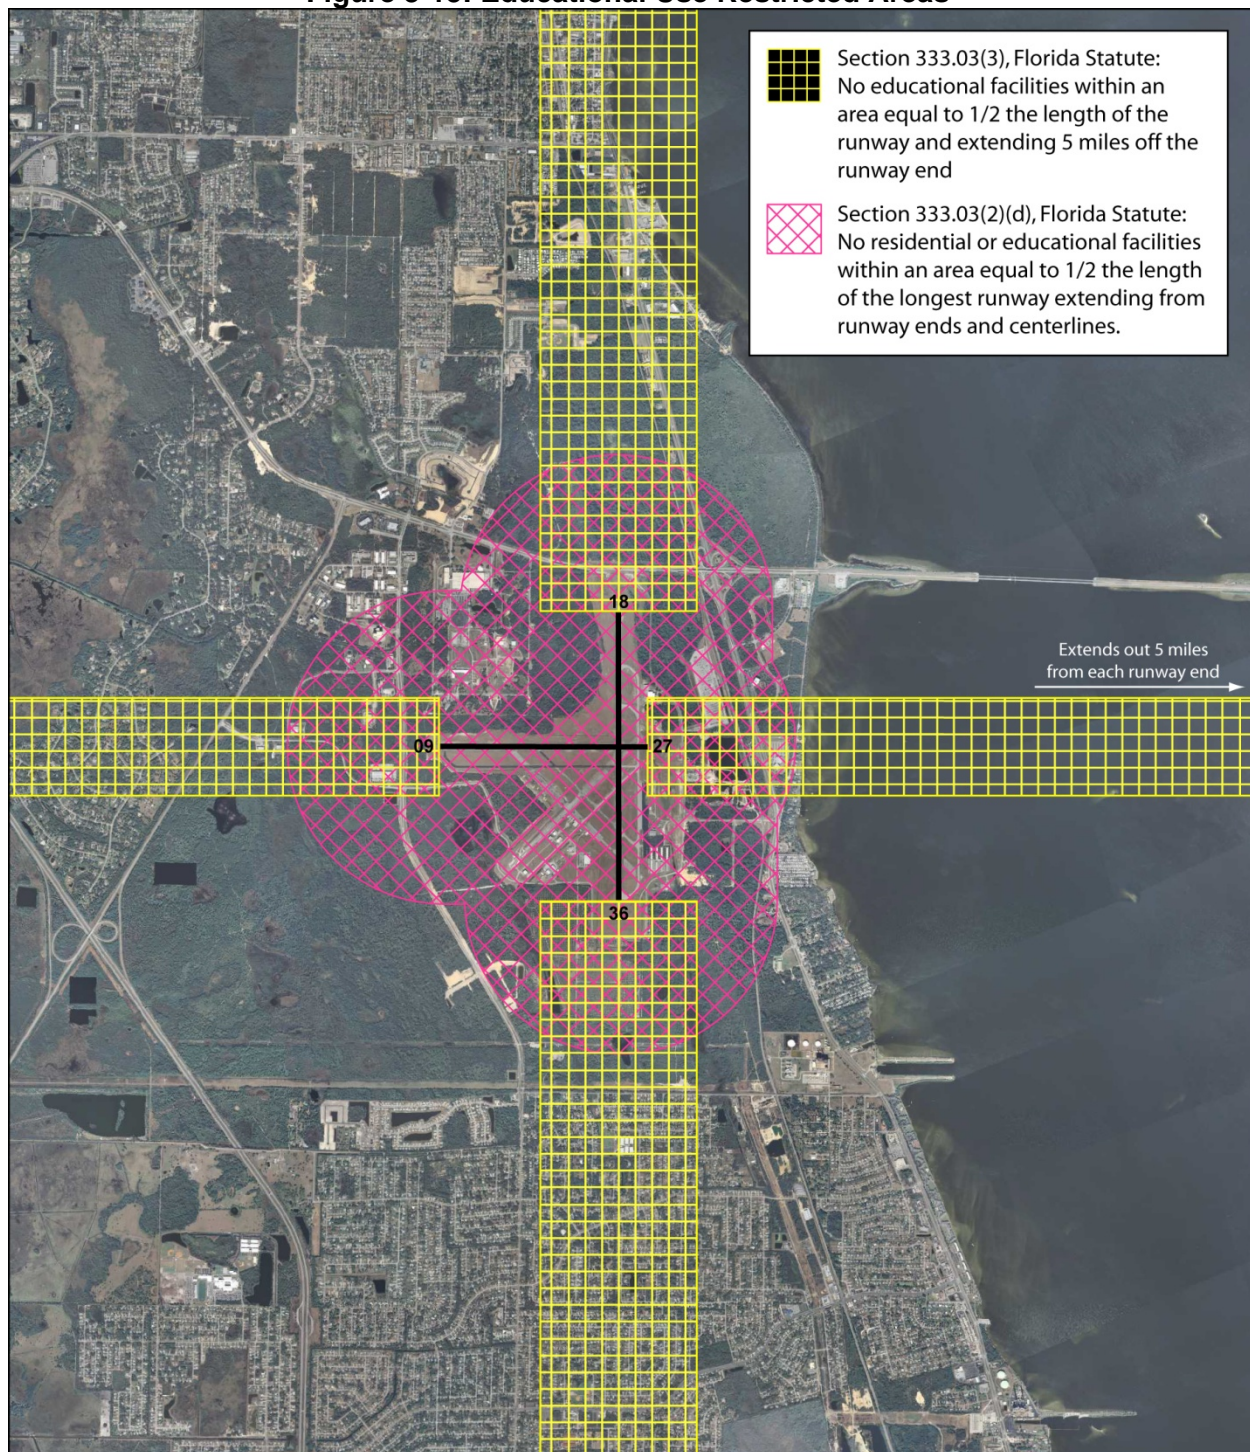 Figure Educational Use Restricted Areas
Section 333.03(3), Florida Statute:
No educational facilities within an
area equal to 1/2 the length of the
runway and extending 5 miles off the
runway end
Section 333.03(2)(d), Florida Statute:
No residential or educational facilities
within an area equal to 1/2 the length
of the longest runway extending from
runway ends and centerlines.
18
Extends out 5 miles
from each runway end
09
27
36